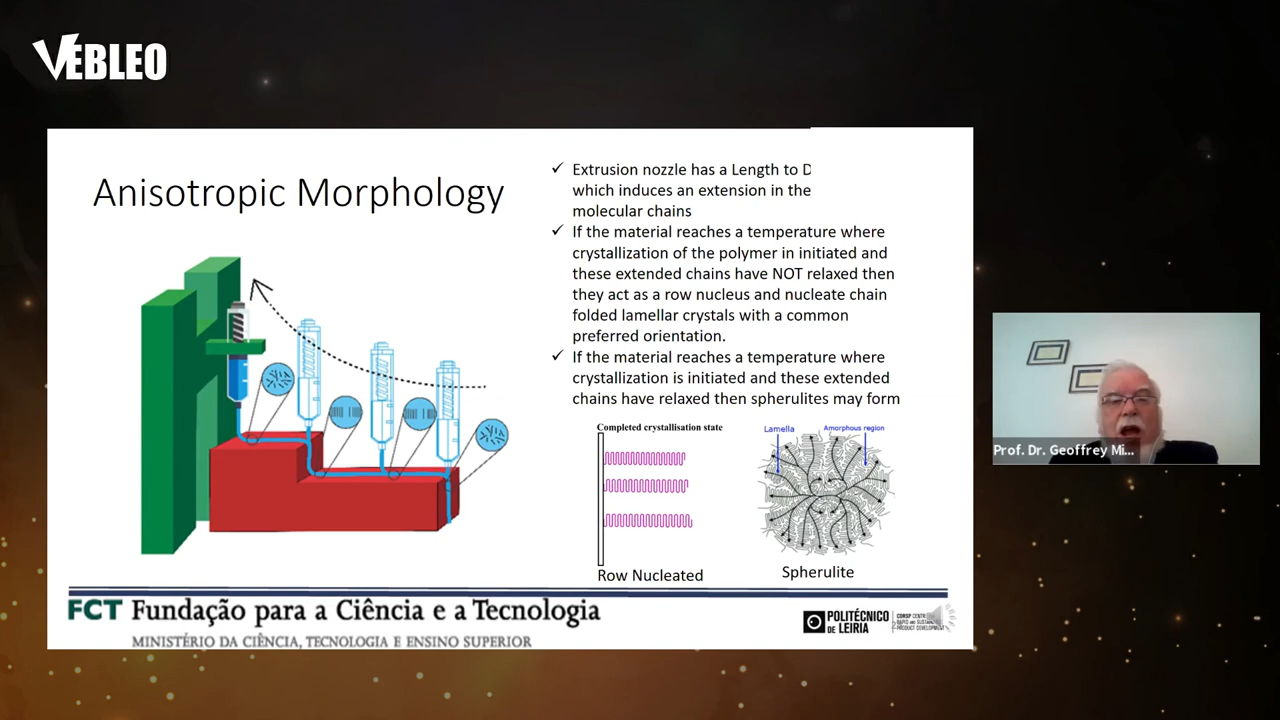 VEBLEO
Anisotropic Morphology
✓ Extrusion nozzle has a Length to D
which induces an extension in the
molecular chains
✓ If the material reaches a temperature where
crystallization of the polymer in initiated and
these extended chains have NOT relaxed then
they act as a row nucleus and nucleate chain
folded lamellar crystals with a common
preferred orientation.
✓ If the material reaches a temperature where
crystallization is initiated and these extended
chains have relaxed then spherulites may form
Completed crystallisation state
Lamella
Amorphous region
Row Nucleated
Spherulite
Prof. Dr. Geoffrey Mi...
FCT Fundação para a Ciência e a Tecnologia
MINISTÉRIO DA CIÊNCIA, TECNOLOGIA E ENSINO SUPERIOR
POLITÉCNICO
DE LEIRIA